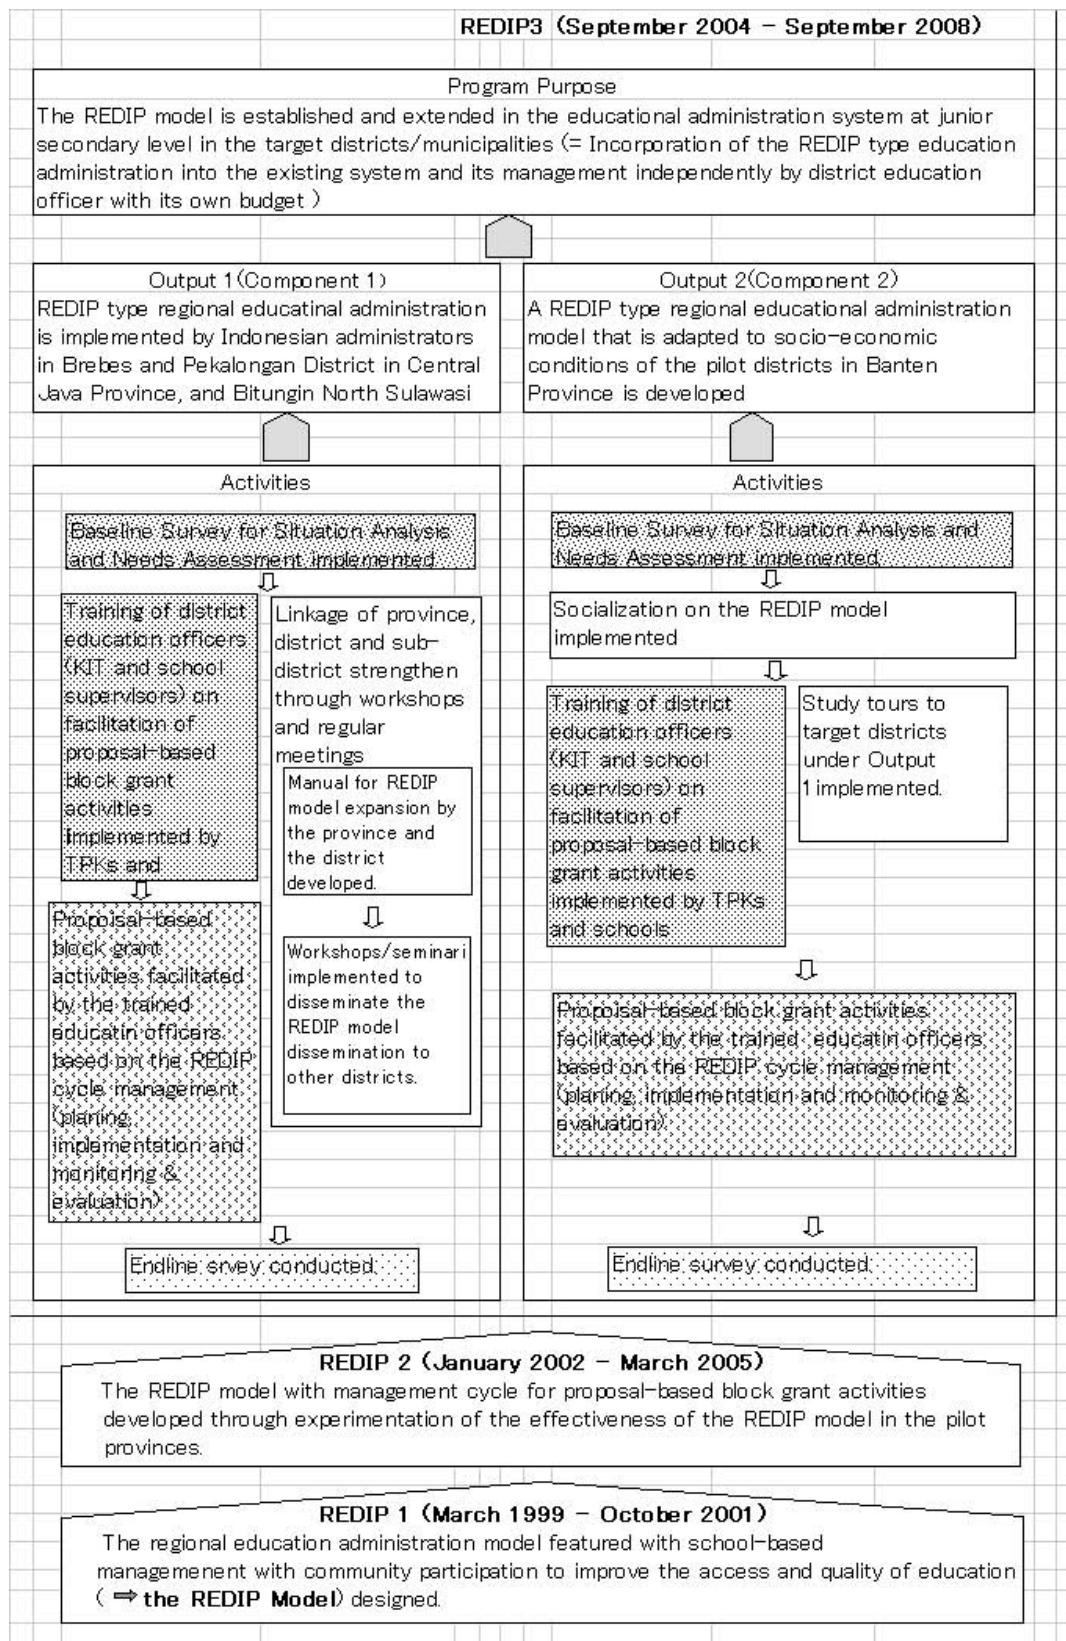 REDIP3 (September 2004 - September 2008)
Program Purpose
The REDIP model is established and extended in the educational administration system at junior
secondary level in the target districts/municipalities (= Incorporation of the REDIP type education
administration into the existing system and its management independently by district education
officer with its own budget )
Output 1(Component 1)
REDIP type regional educatinal administration
is implemented by Indonesian administrators
in Brebes and Pekalongan District in Central
Java Province, and Bitungin North Sulawasi
Output 2(Component 2)
A REDIP type regional educational administration
model that is adapted to socio-economic
conditions of the pilot districts in Banten
Province is developed
Activities
Baseline Survey for Situation Analysis
and Needs Assessment implemented
Training of district
education officers
(KIT and school
supervisors) on
facilitation of
proposal-based
block grant
activities
implemented by
TPKs and
Proposal-based
block grant
activities facilitated
by the trained
educatin officers
based on the REDIP
cycle management
(planing,
implementation and
monitoring &
evaluation)
Linkage of province,
district and sub-
district strengthen
through workshops
and regular
meetings
Manual for REDIP
model expansion by
the province and
the district
developed.
Workshops/seminari
implemented to
disseminate the
REDIP model
dissemination to
other districts.
Endline srvey conducted.
Activities
Baseline Survey for Situation Analysis and
Needs Assessment implemented
Socialization on the REDIP model
implemented
Training of district
education officers
(KIT and school
supervisors) on
facilitation of
proposal-based block
grant activities
implemented by TPKs
and schools
Study tours to
target districts
under Output
1 implemented.
Propoisal-based block grant activities
facilitated by the trained educatin officers
based on the REDIP cycle management
(planing, implementation and monitoring &
evaluation)
Endline survey conducted.
REDIP 2 (January 2002 - March 2005)
The REDIP model with management cycle for proposal-based block grant activities
developed through experimentation of the effectiveness of the REDIP model in the pilot
provinces.
REDIP 1 (March 1999 - October 2001)
The regional education administration model featured with school-based
managemenent with community participation to improve the access and quality of education
( ⇒ the REDIP Model) designed.